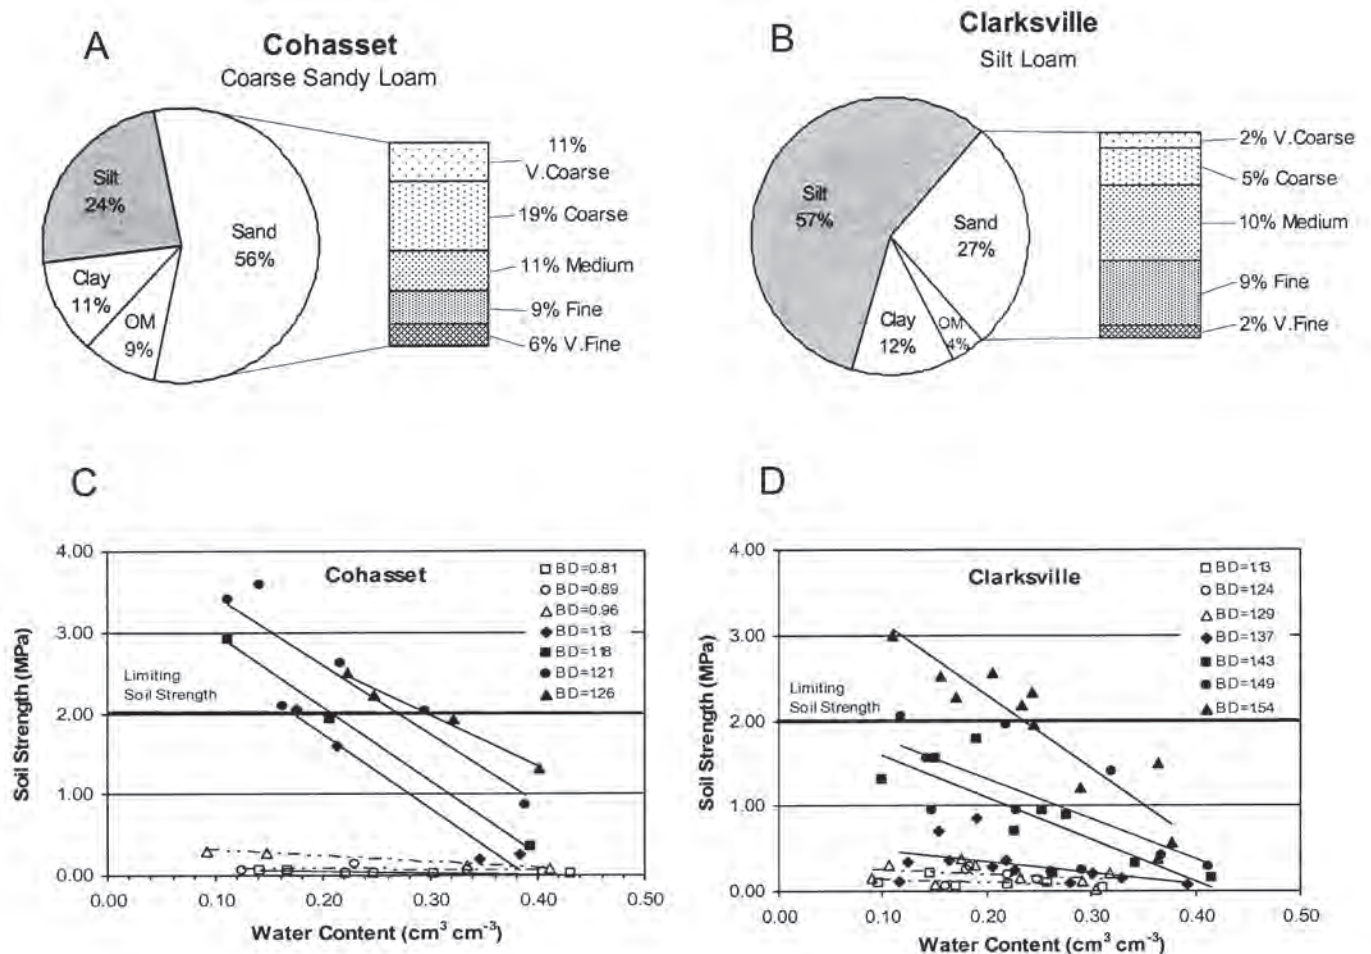 A
Cohasset
Coarse Sandy Loam
Silt
24%
Sand
56%
Clay
11%
OM
9%
11%
V.Coarse
19% Coarse
11% Medium
9% Fine
6% V.Fine
B
Clarksville
Silt Loam
Silt
57%
Sand
27%
Clay
12%
OM
4%
2% V.Coarse
5% Coarse
10% Medium
9% Fine
2% V.Fine
C
Cohasset
Soil Strength (MPa)
4.00
3.00
2.00
1.00
0.00
Limiting
Soil Strength
BD=0.81
BD=0.89
BD=0.96
BD=1.13
BD=1.18
BD=1.21
BD=1.26
0.00 0.10 0.20 0.30 0.40 0.50
Water Content (cm³ cm⁻³)
D
Clarksville
Soil Strength (MPa)
4.00
3.00
2.00
1.00
0.00
Limiting
Soil Strength
BD=1.13
BD=1.24
BD=1.29
BD=1.37
BD=1.43
BD=1.49
BD=1.54
0.00 0.10 0.20 0.30 0.40 0.50
Water Content (cm³ cm⁻³)